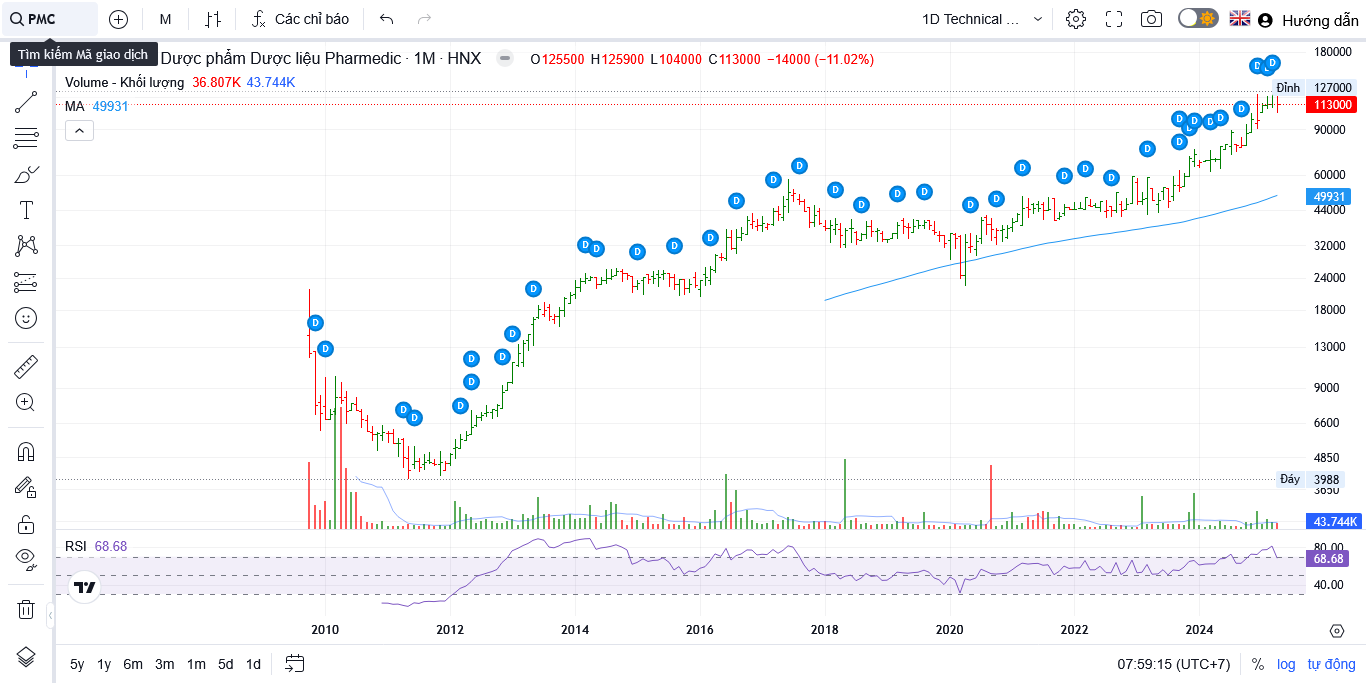 PMC
M
Các chỉ báo
1D Technical ...
Hướng dẫn
Tìm kiếm Mã giao dịch
Dược phẩm Dược liệu Pharmedic · 1M · HNX
O125500 H125900 L104000 C113000 −14000 (−11.02%)
Volume - Khối lượng 36.807K 43.744K
MA 49931
180000
Đỉnh 127000
113000
90000
60000
49931
44000
32000
24000
18000
13000
9000
6600
4850
Đáy 3988
3650
43.744K
D D D D D D D D D D D D D D D D D D D D D D D D D D D D D D D D D D D D D D D
RSI 68.68
80.00
68.68
40.00
2010 2012 2014 2016 2018 2020 2022 2024
5y 1y 6m 3m 1m 5d 1d
07:59:15 (UTC+7) % log tự động